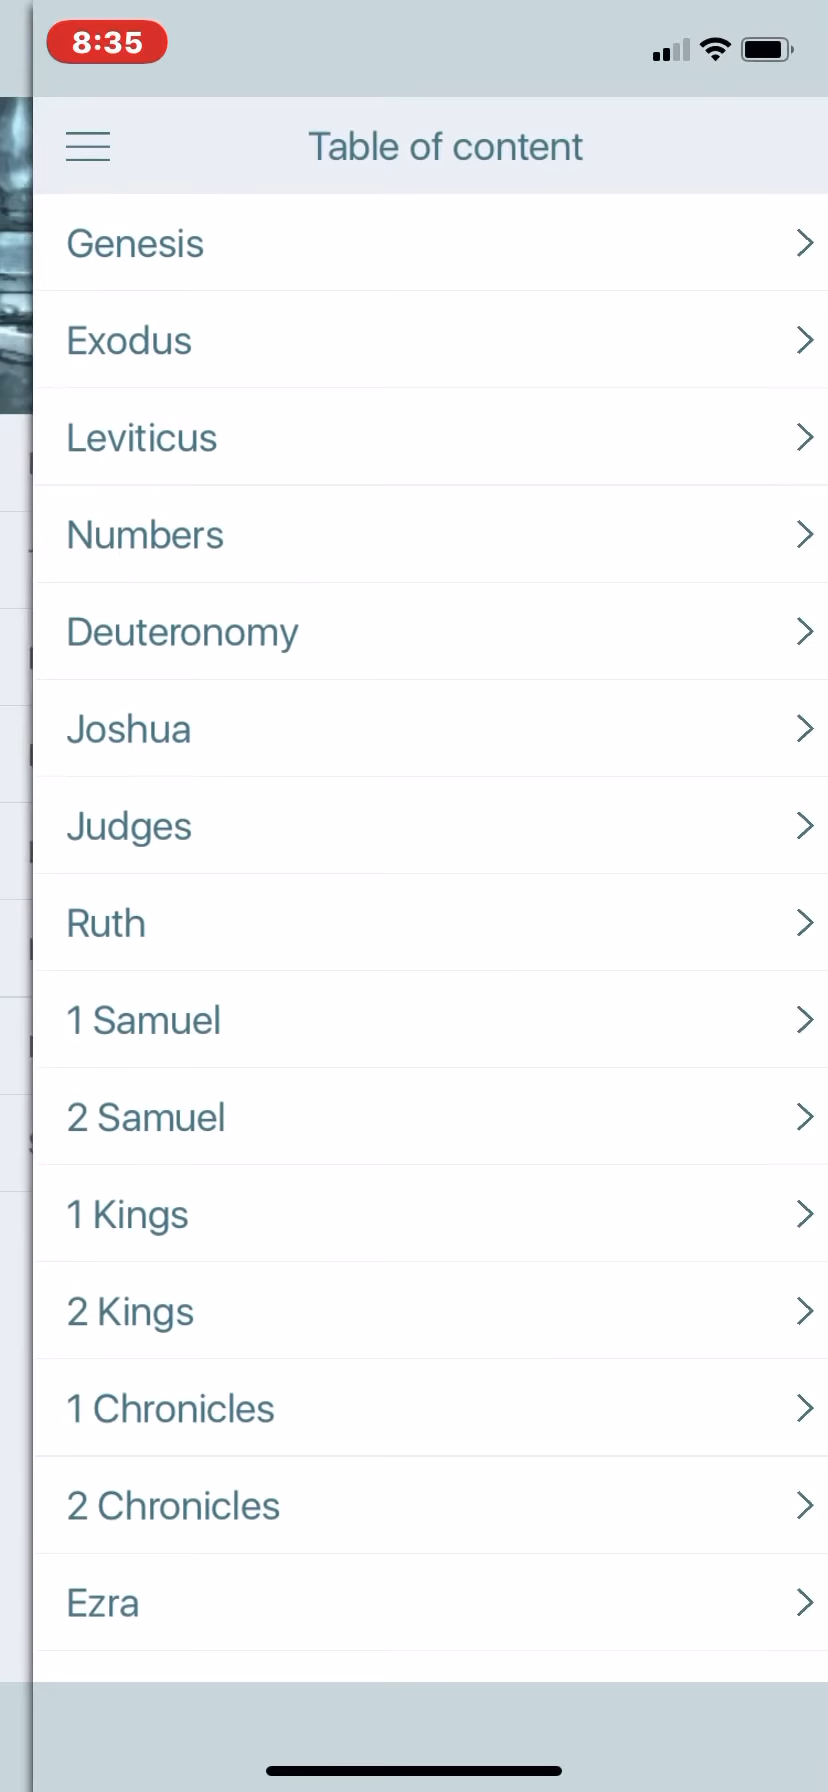 8:35
Table of content
Genesis
Exodus
Leviticus
Numbers
Deuteronomy
Joshua
Judges
Ruth
1 Samuel
2 Samuel
1 Kings
2 Kings
1 Chronicles
2 Chronicles
Ezra